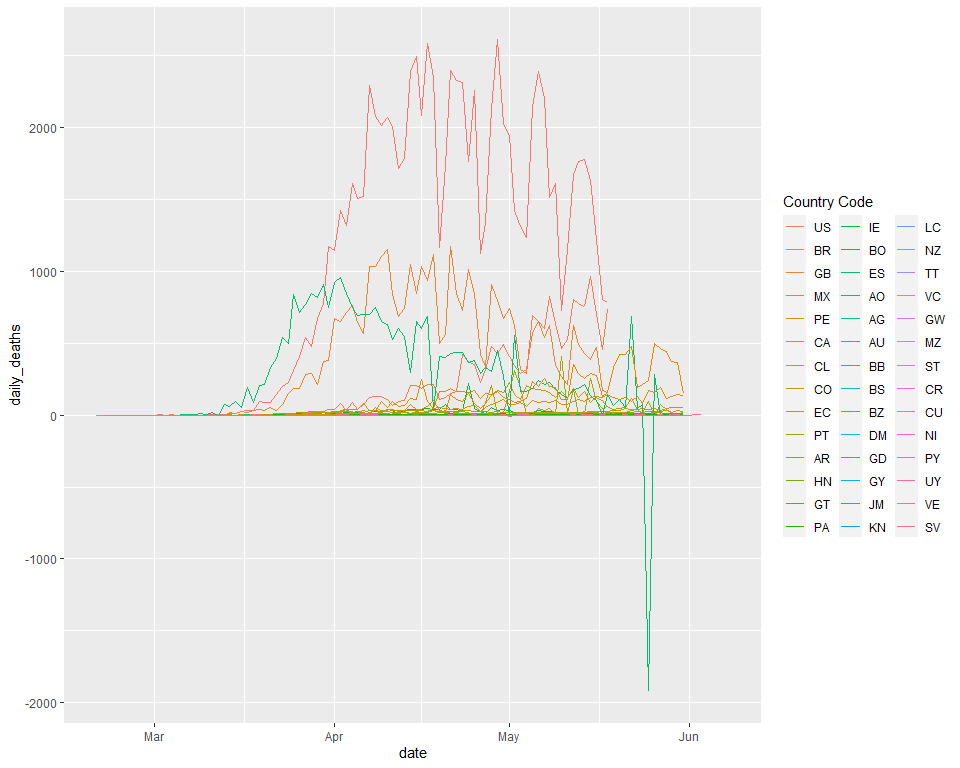 daily_deaths
2000
1000
0
-1000
-2000
Mar Apr May Jun
date
Country Code
US IE LC
BR BO NZ
GB ES TT
MX AO VC
PE AG GW
CA AU MZ
CL BB ST
CO BS CR
EC BZ CU
PT DM NI
AR GD PY
HN GY UY
GT JM VE
PA KN SV